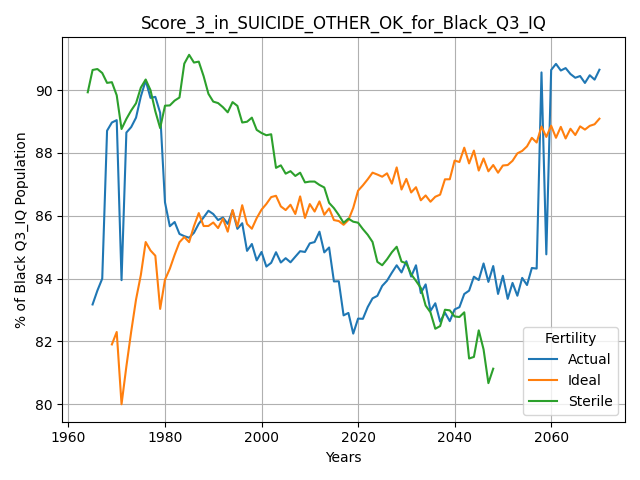 Score_3_in_SUICIDE_OTHER_OK_for_Black_Q3_IQ
% of Black Q3_IQ Population
90
88
86
84
82
80
1960
1980
2000
2020
2040
2060
Years
Fertility
Actual
Ideal
Sterile